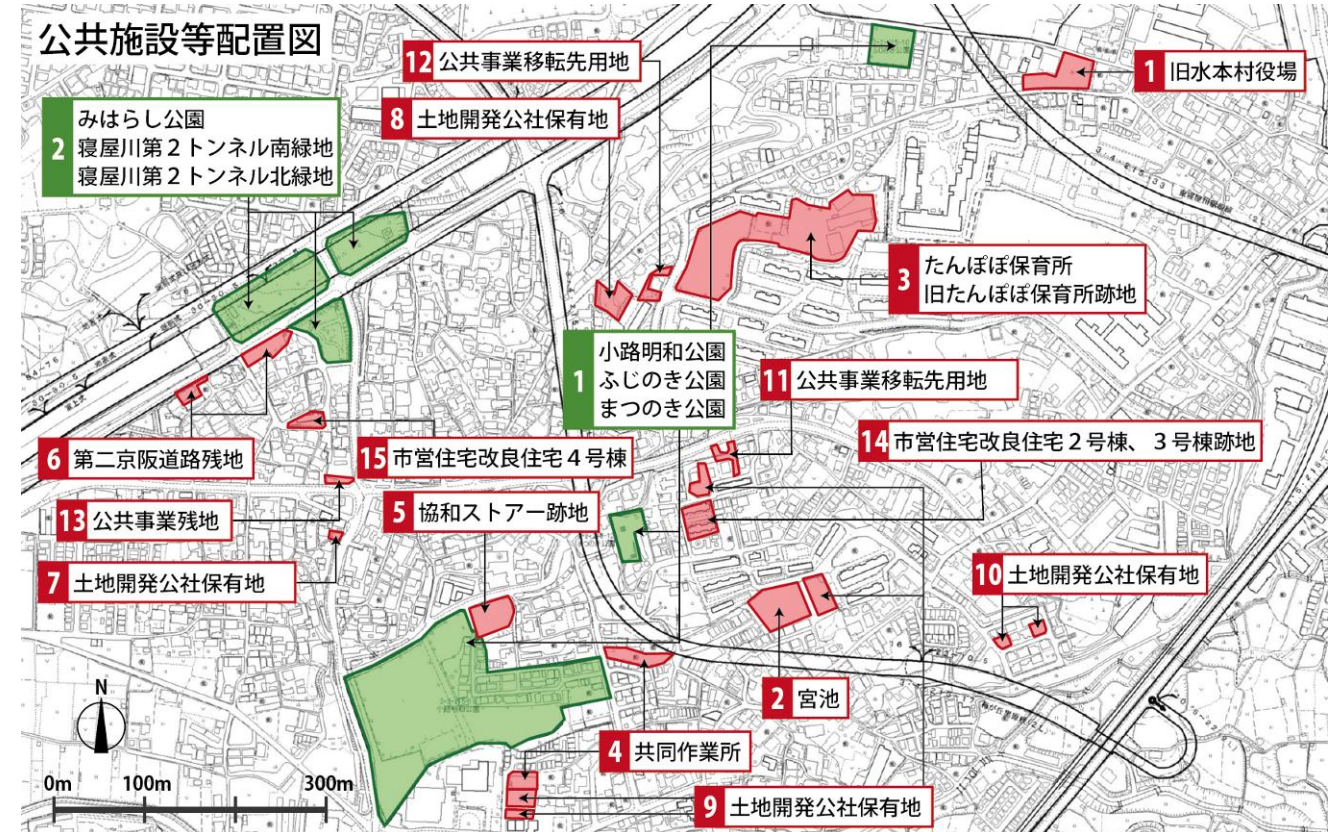 公共施設等配置図
12 公共事業移転先用地
8 土地開発公社保有地
1 旧水本村役場
2 みはらし公園
寝屋川第2トンネル南緑地
寝屋川第2トンネル北緑地
3 たんぽぽ保育所
旧たんぽぽ保育所跡地
1 小路明和公園
ふじのき公園
まつのき公園
11 公共事業移転先用地
14 市営住宅改良住宅2号棟、3号棟跡地
6 第二京阪道路残地
15 市営住宅改良住宅4号棟
13 公共事業残地
5 協和ストアー跡地
7 土地開発公社保有地
10 土地開発公社保有地
2 宮池
4 共同作業所
9 土地開発公社保有地
N
0m 100m 300m